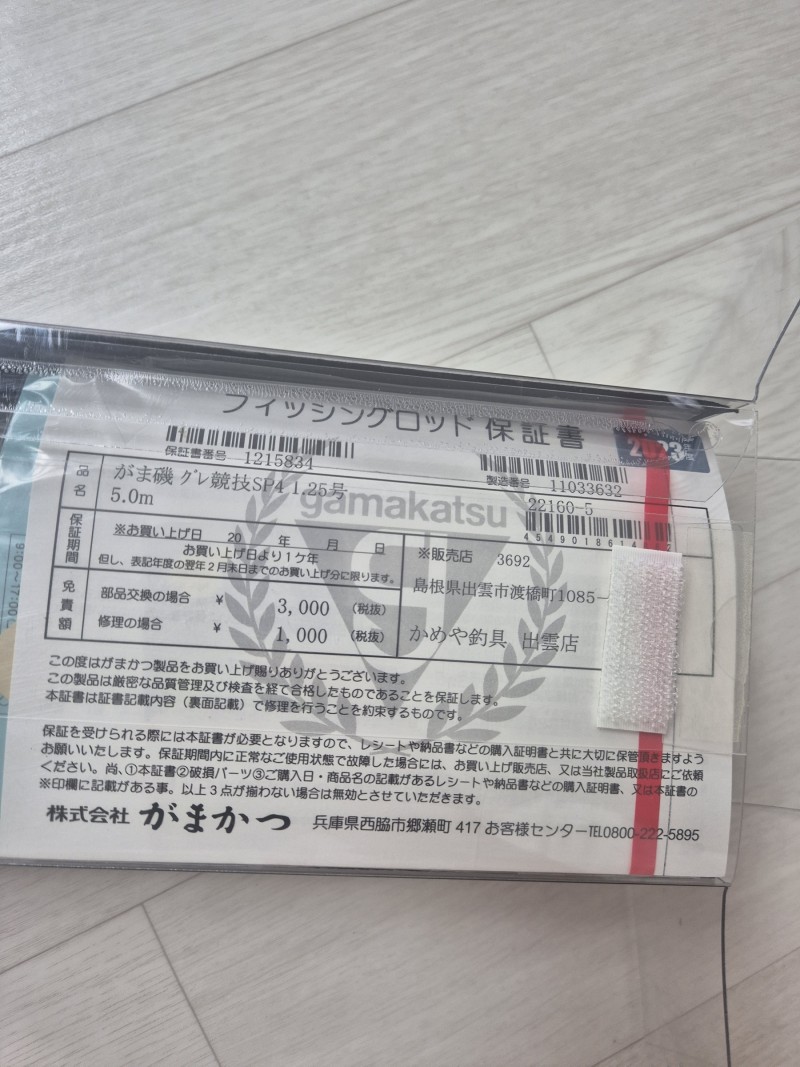 フィッシングロッド 保証書
2023年度
保証書番号 1215834
製造番号 11033632
品名 がま磯 グレ競技SP4 1.25号
5.0m
22160-5
gamakatsu
保証期間 ※お買い上げ日 20 年 月 日
お買い上げ日より1ケ年
但し、表記年度の翌年2月末日までのお買い上げ分に限ります。
※販売店 3692
島根県出雲市渡橋町1085-
かめや釣具 出雲店
免責額 部品交換の場合 ¥ 3,000 (税抜)
修理の場合 ¥ 1,000 (税抜)
この度はがまかつ製品をお買い上げ賜りありがとうございます。
この製品は厳密な品質管理及び検査を経て合格したものであることを保証します。
本証書は証書記載内容(裏面記載)で修理を行うことを約束するものです。
保証を受けられる際には本証書が必要となりますので、レシートや納品書などの購入証明書と共に大切に保管頂きますよう
お願いいたします。保証期間内に正常なご使用状態で故障した場合には、お買い上げ販売店、又は当社製品取扱店にご依頼
ください。尚、①本証書②破損パーツ③ご購入日・商品名の記載があるレシートや納品書などの購入証明書、又は本証書の
※印欄に記載がある事。以上3点が揃わない場合は無効とさせていただきます。
株式会社 がまかつ 兵庫県西脇市郷瀬町 417 お客様センターTEL0800-222-5895
9:00~17:00